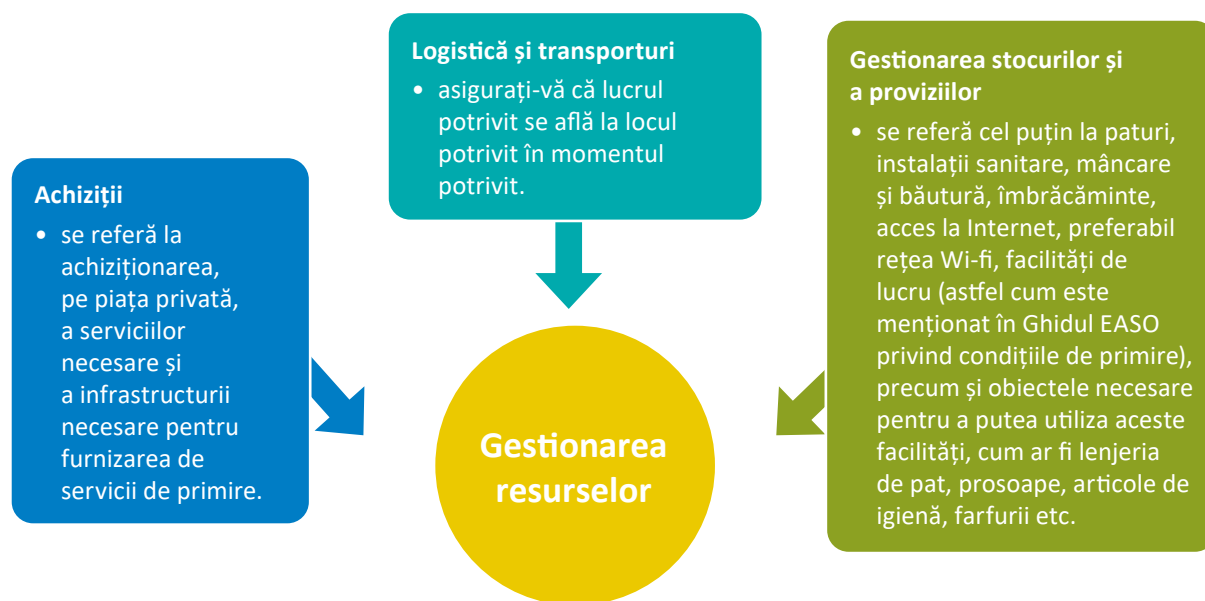 Achiziții
• se referă la
achiziționarea,
pe piața privată,
a serviciilor
necesare și
a infrastructurii
necesare pentru
furnizarea de
servicii de primire.
Logistică și transporturi
• asigurați-vă că lucrul
potrivit se află la locul
potrivit în momentul
potrivit.
Gestionarea stocurilor și
a proviziilor
• se referă cel puțin la paturi,
instalații sanitare, mâncare
și băutură, îmbrăcăminte,
acces la Internet, preferabil
rețea Wi-fi, facilități de
lucru (astfel cum este
menționat în Ghidul EASO
privind condițiile de primire),
precum și obiectele necesare
pentru a putea utiliza aceste
facilități, cum ar fi lenjeria
de pat, prosoape, articole de
igienă, farfurii etc.
Gestionarea
resurselor